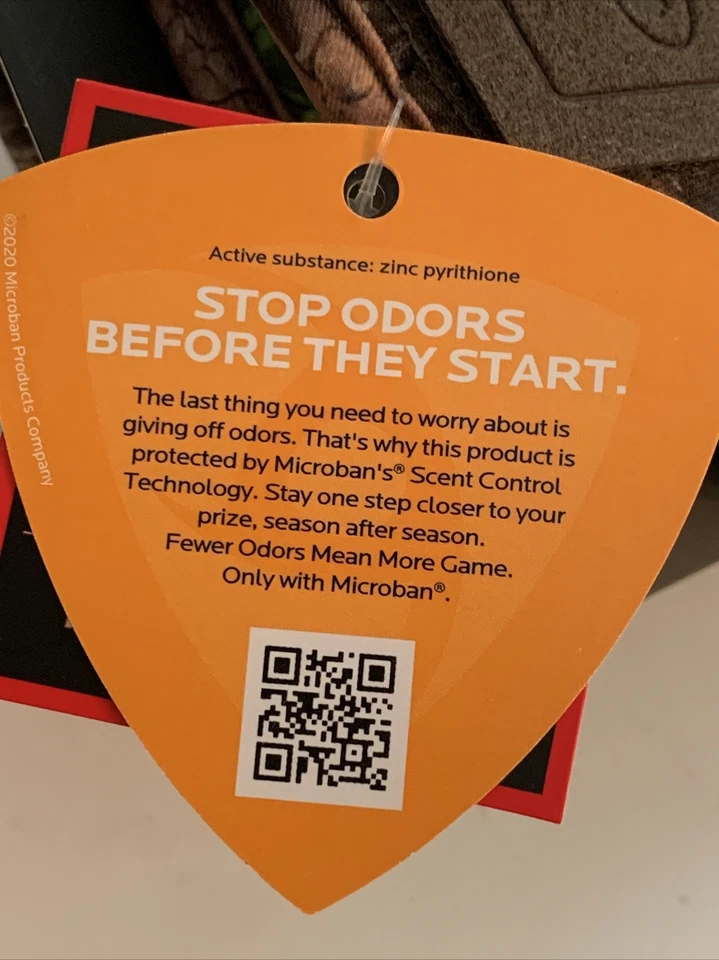 Active substance: zinc pyrithione
STOP ODORS
BEFORE THEY START.
The last thing you need to worry about is
giving off odors. That's why this product is
protected by Microban's® Scent Control
Technology. Stay one step closer to your
prize, season after season.
Fewer Odors Mean More Game.
Only with Microban®.
©2020 Microban Products Company